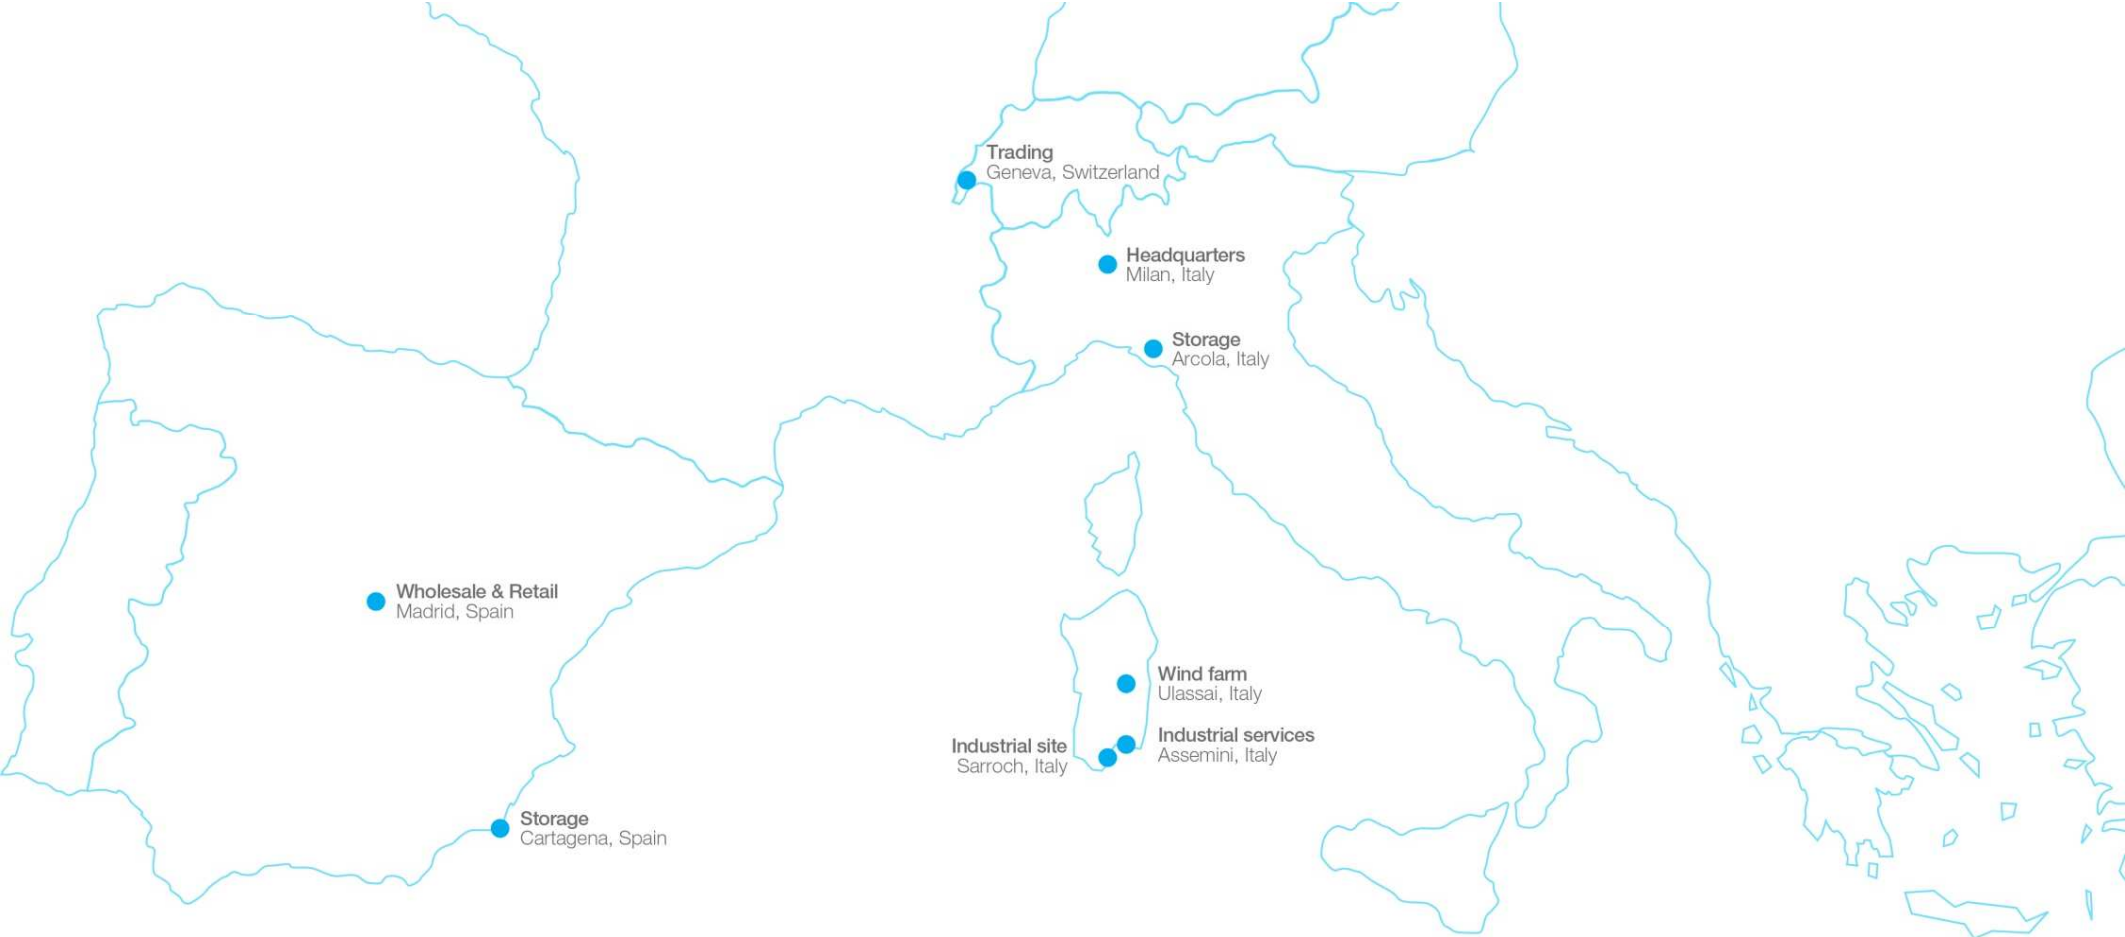 Trading
Geneva, Switzerland
Headquarters
Milan, Italy
Storage
Arcola, Italy
Wholesale & Retail
Madrid, Spain
Wind farm
Ulassai, Italy
Industrial services
Assemini, Italy
Industrial site
Sarroch, Italy
Storage
Cartagena, Spain